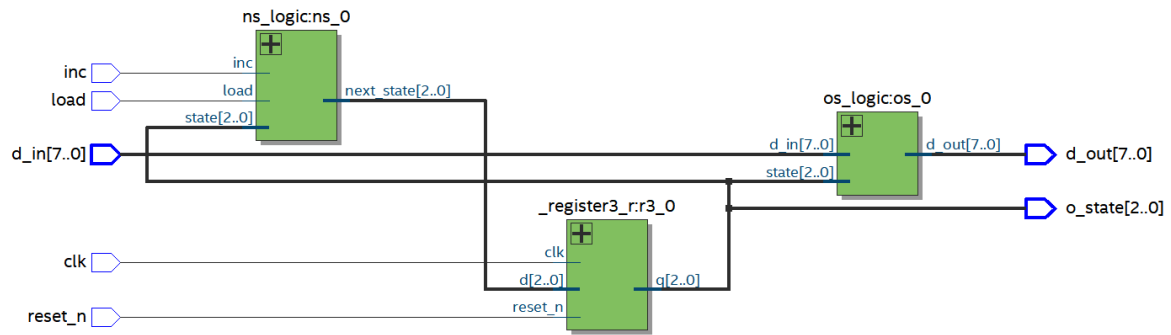 ns_logic:ns_0
inc
inc
load
load
next_state[2..0]
state[2..0]
os_logic:os_0
d_in[7..0]
d_in[7..0]
d_out[7..0]
d_out[7..0]
state[2..0]
_register3_r:r3_0
o_state[2..0]
clk
clk
d[2..0]
q[2..0]
reset_n
reset_n